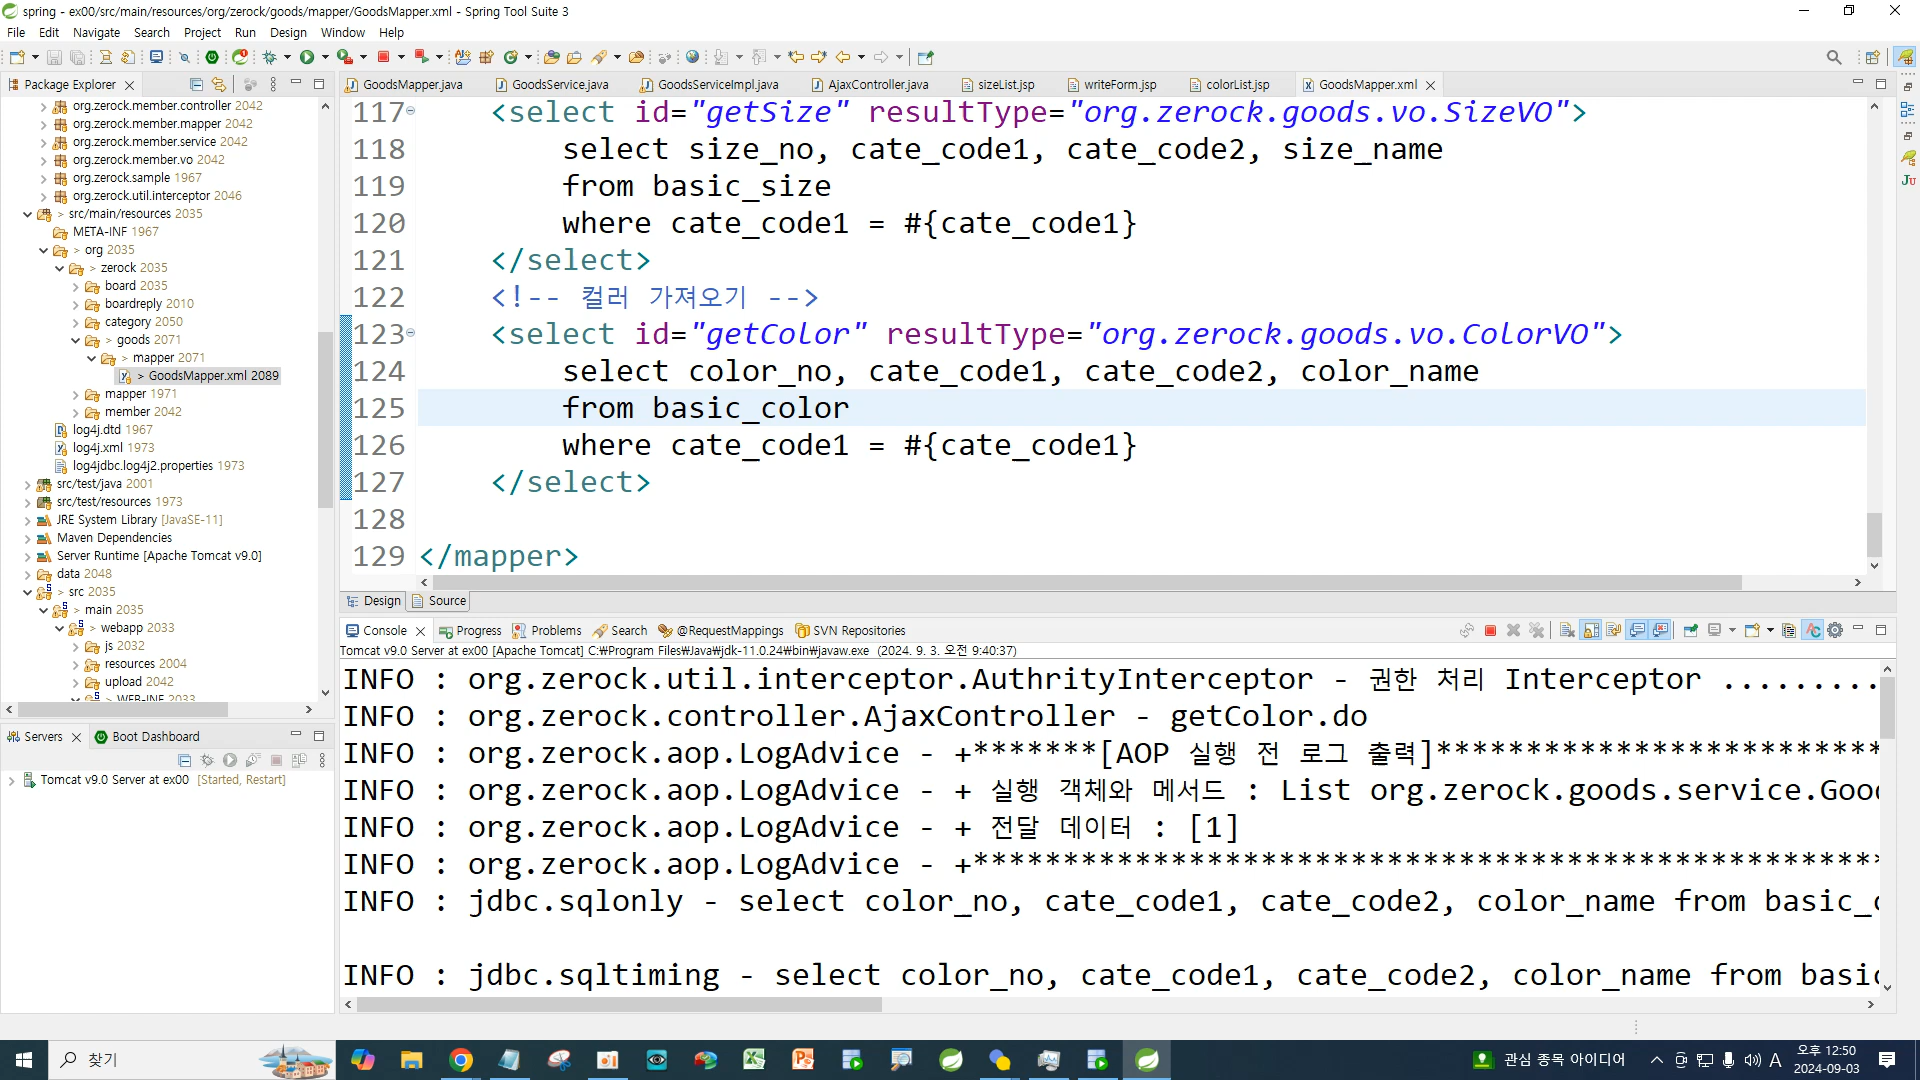 spring - ex00/src/main/resources/org/zerock/goods/mapper/GoodsMapper.xml - Spring Tool Suite 3
File Edit Navigate Search Project Run Design Window Help
Package Explorer
org.zerock.member.controller 2042
org.zerock.member.mapper 2042
org.zerock.member.service 2042
org.zerock.member.vo 2042
org.zerock.sample 1967
org.zerock.util.interceptor 2046
> src/main/resources 2035
META-INF 1967
> org 2035
> zerock 2035
board 2035
boardreply 2010
category 2050
> goods 2071
> mapper 2071
> GoodsMapper.xml 2089
mapper 1971
member 2042
log4j.dtd 1967
log4j.xml 1973
log4jdbc.log4j2.properties 1973
src/test/java 2001
src/test/resources 1973
JRE System Library [JavaSE-11]
Maven Dependencies
Server Runtime [Apache Tomcat v9.0]
data 2048
> src 2035
> main 2035
> webapp 2033
js 2032
resources 2004
upload 2042
> WEB-INF 2033
Servers Boot Dashboard
Tomcat v9.0 Server at ex00 [Started, Restart]
GoodsMapper.java GoodsService.java GoodsServiceImpl.java AjaxController.java sizeList.jsp writeForm.jsp colorList.jsp GoodsMapper.xml
117 <select id="getSize" resultType="org.zerock.goods.vo.SizeVO">
118 select size_no, cate_code1, cate_code2, size_name
119 from basic_size
120 where cate_code1 = #{cate_code1}
121 </select>
122 <!-- 컬러 가져오기 -->
123 <select id="getColor" resultType="org.zerock.goods.vo.ColorVO">
124 select color_no, cate_code1, cate_code2, color_name
125 from basic_color
126 where cate_code1 = #{cate_code1}
127 </select>
128
129 </mapper>
Design Source
Console Progress Problems Search @RequestMappings SVN Repositories
Tomcat v9.0 Server at ex00 [Apache Tomcat] C:₩Program Files₩Java₩jdk-11.0.24₩bin₩javaw.exe (2024. 9. 3. 오전 9:40:37)
INFO : org.zerock.util.interceptor.AuthrityInterceptor - 권한 처리 Interceptor .........
INFO : org.zerock.controller.AjaxController - getColor.do
INFO : org.zerock.aop.LogAdvice - +*******[AOP 실행 전 로그 출력]*************************
INFO : org.zerock.aop.LogAdvice - + 실행 객체와 메서드 : List org.zerock.goods.service.Goo
INFO : org.zerock.aop.LogAdvice - + 전달 데이터 : [1]
INFO : org.zerock.aop.LogAdvice - +***************************************************
INFO : jdbc.sqlonly - select color_no, cate_code1, cate_code2, color_name from basic_c
INFO : jdbc.sqltiming - select color_no, cate_code1, cate_code2, color_name from basic
찾기
관심 종목 아이디어
A
오후 12:50
2024-09-03